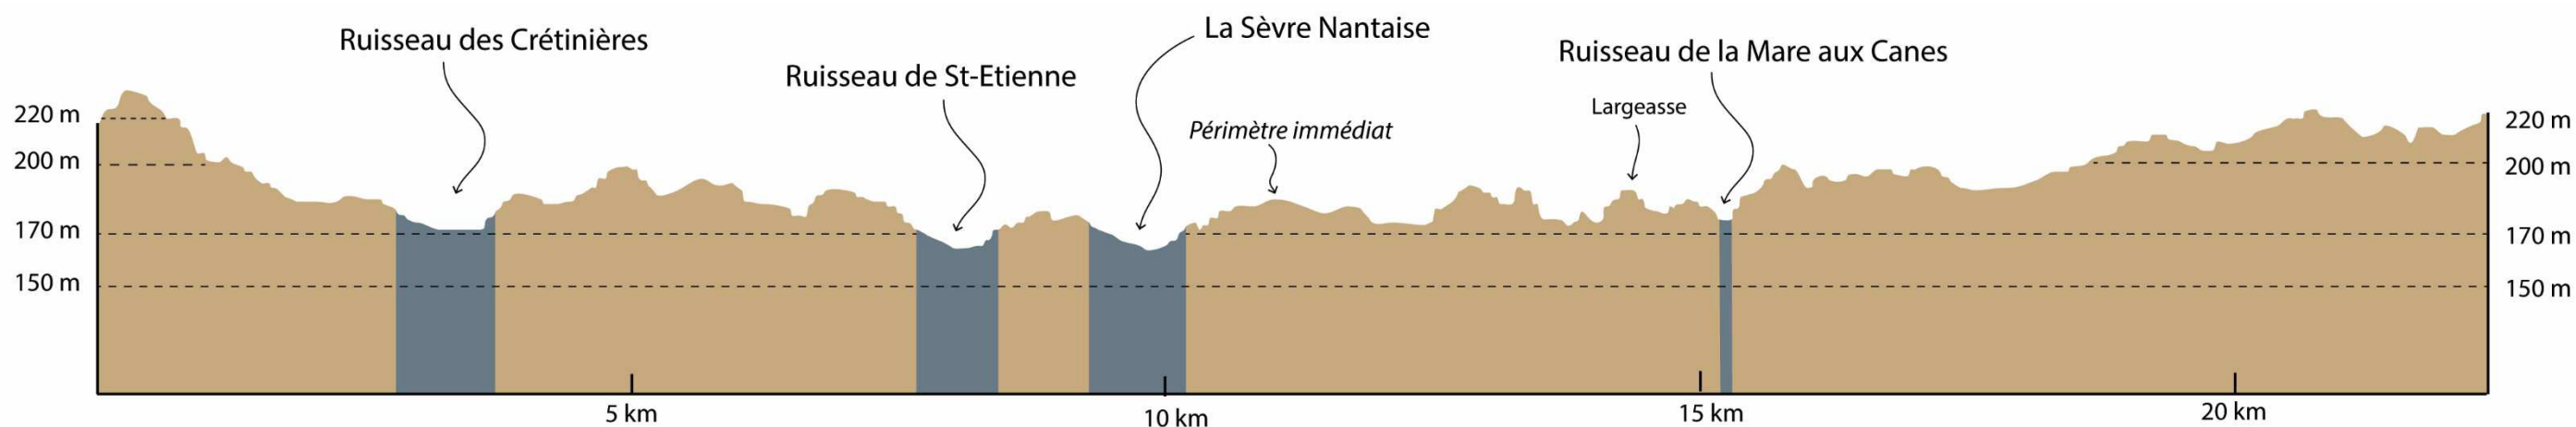 La Sèvre Nantaise
Ruisseau des Crétinières
Ruisseau de la Mare aux Canes
Ruisseau de St-Etienne
Largeasse
Périmètre immédiat
220 m
200 m
170 m
150 m
220 m
200 m
170 m
150 m
5 km
10 km
15 km
20 km